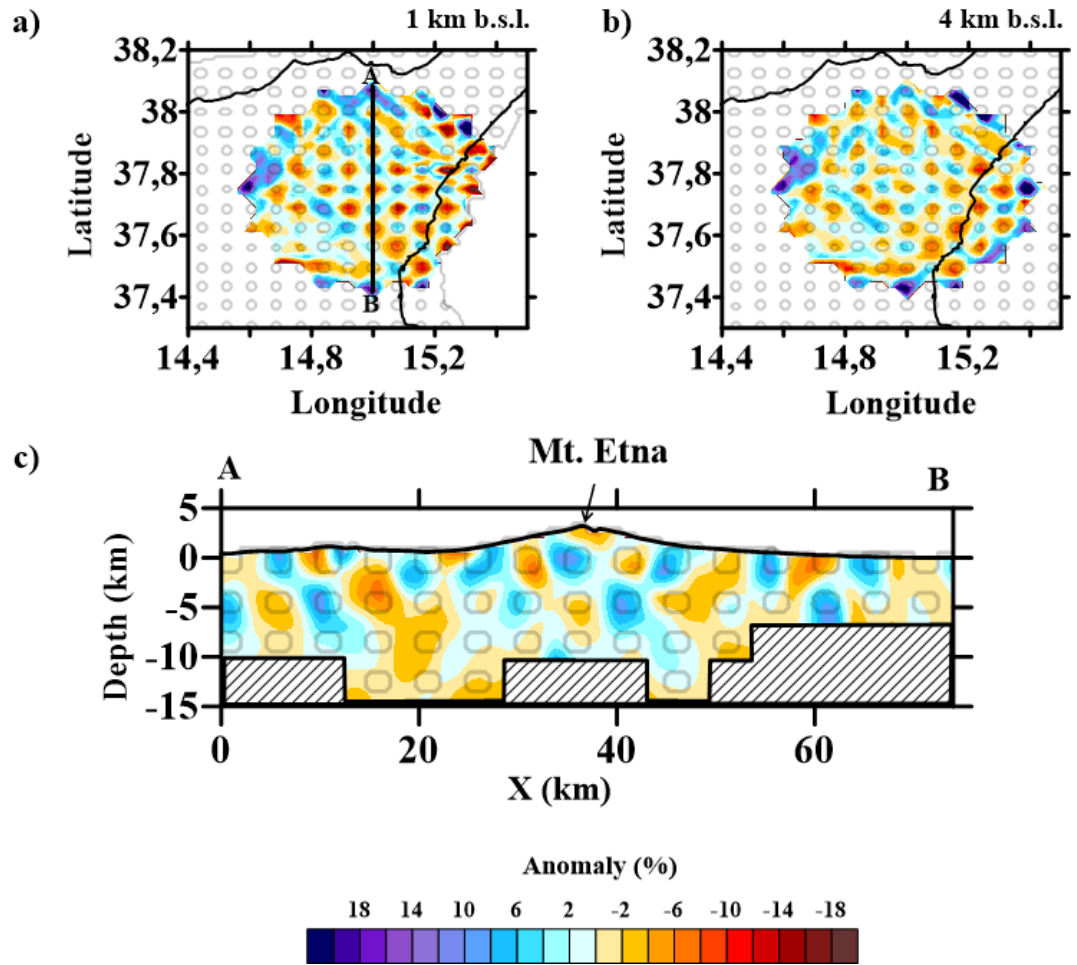 a) 1 km b.s.l.
b) 4 km b.s.l.
38,2
38
37,8
37,6
37,4
Latitude
A
B
14,4 14,8 15,2
Longitude
38,2
38
37,8
37,6
37,4
Latitude
14,4 14,8 15,2
Longitude
c)
A Mt. Etna B
5
0
-5
-10
-15
Depth (km)
0 20 40 60
X (km)
Anomaly (%)
18 14 10 6 2 -2 -6 -10 -14 -18